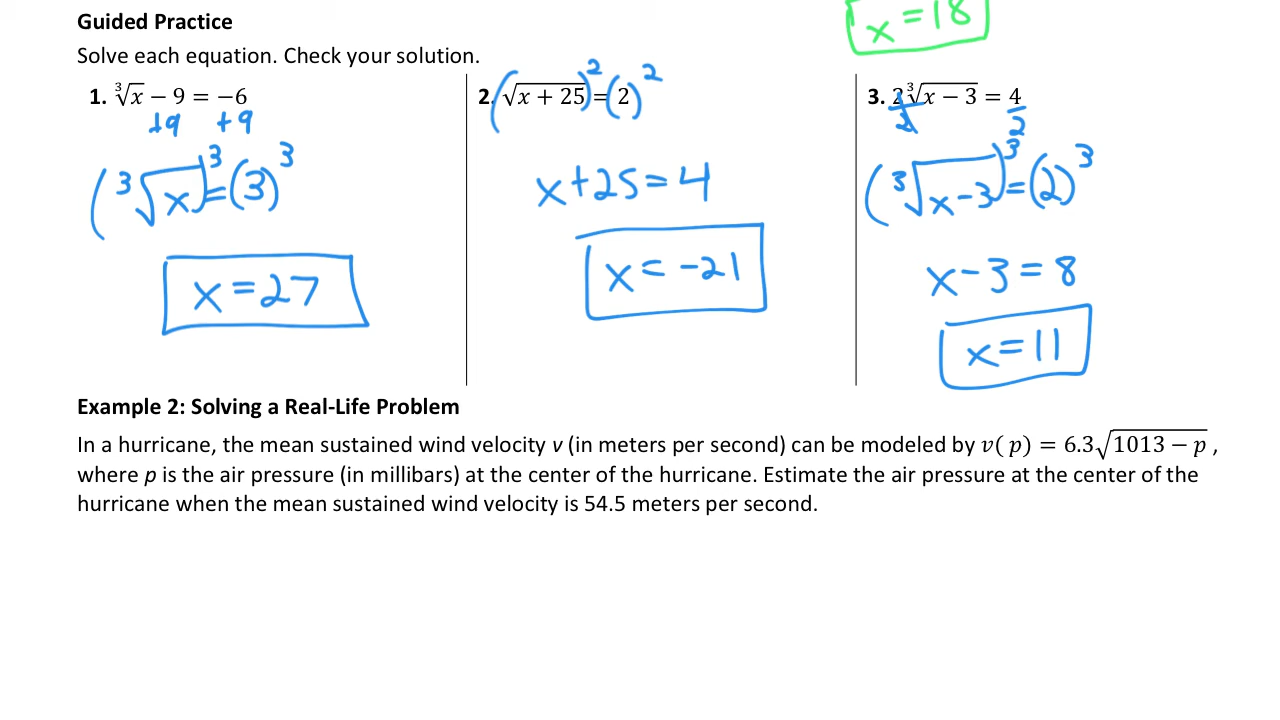 x = 18
Guided Practice
Solve each equation. Check your solution.
1. ∛x − 9 = −6
+9 +9
(∛x)³ = (3)³
x = 27
2. (√(x + 25))² = (2)²
x + 25 = 4
x = −21
3. 2∛(x − 3) = 4
2 2
(∛(x − 3))³ = (2)³
x − 3 = 8
x = 11
Example 2: Solving a Real-Life Problem
In a hurricane, the mean sustained wind velocity v (in meters per second) can be modeled by v(p) = 6.3√(1013 − p),
where p is the air pressure (in millibars) at the center of the hurricane. Estimate the air pressure at the center of the
hurricane when the mean sustained wind velocity is 54.5 meters per second.